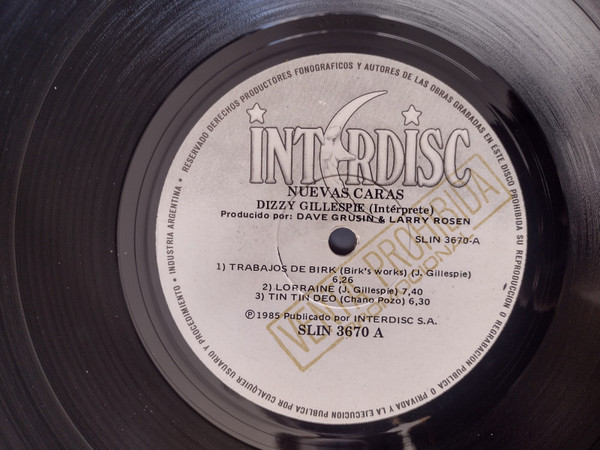 RESERVADO DERECHOS PRODUCTORES FONOGRAFICOS Y AUTORES DE LAS OBRAS GRABADAS EN ESTE DISCO PROHIBIDA SU REPRODUCCION O REGRABACION PUBLICA O PRIVADA Y LA EJECUCION PUBLICA POR CUALQUIER USUARIO Y PROCEDIMIENTO • INDUSTRIA ARGENTINA •
INTERDISC
NUEVAS CARAS
DIZZY GILLESPIE (Intérprete)
Producido por: DAVE GRUSIN & LARRY ROSEN
SLIN 3670-A
1) TRABAJOS DE BIRK (Birk's works) (J. Gillespie)
6,26
2) LORRAINE (J. Gillespie) 7,40
3) TIN TIN DEO (Chano Pozo) 6,30
℗ 1985 Publicado por INTERDISC S.A.
SLIN 3670 A
VENTA PROHIBIDA